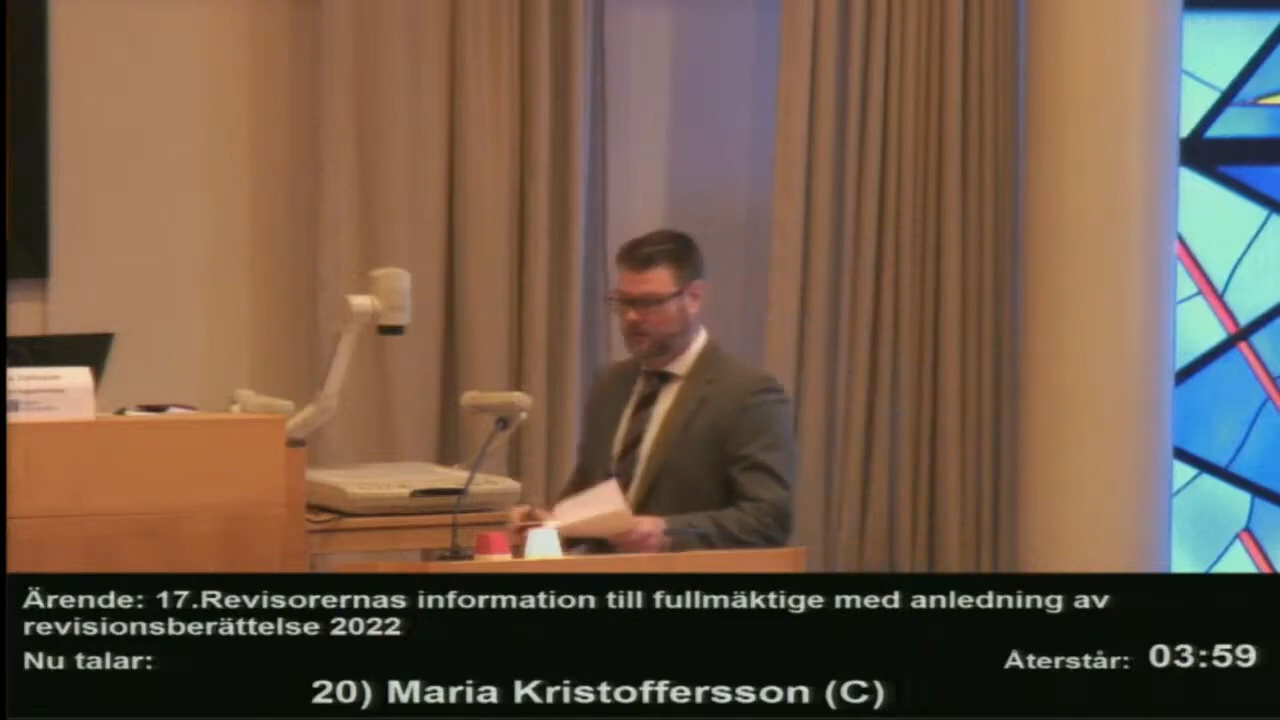 Ärende: 17.Revisorernas information till fullmäktige med anledning av
revisionsberättelse 2022
Nu talar:
Återstår: 03:59
20) Maria Kristoffersson (C)